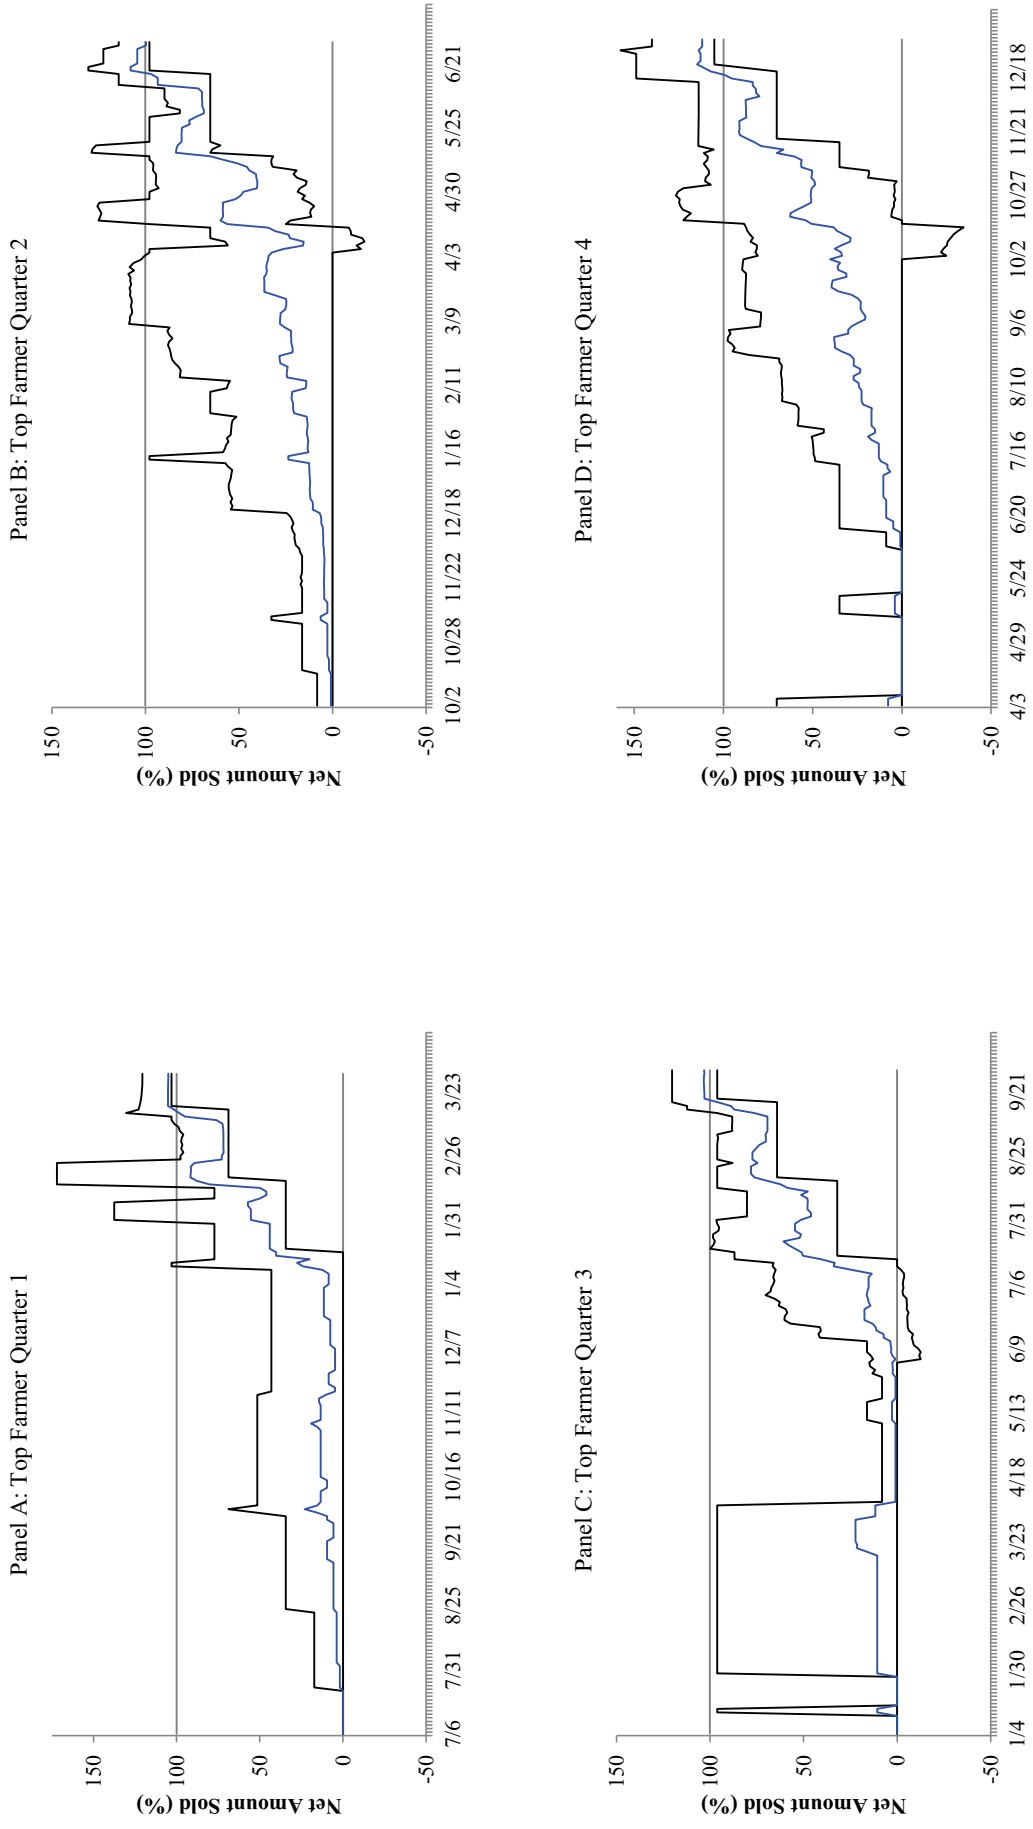 Panel A: Top Farmer Quarter 1
Net Amount Sold (%)
150
100
50
0
-50
7/6 7/31 8/25 9/21 10/16 11/11 12/7 1/4 1/31 2/26 3/23
Panel B: Top Farmer Quarter 2
Net Amount Sold (%)
150
100
50
0
-50
10/2 10/28 11/22 12/18 1/16 2/11 3/9 4/3 4/30 5/25 6/21
Panel C: Top Farmer Quarter 3
Net Amount Sold (%)
150
100
50
0
-50
1/4 1/30 2/26 3/23 4/18 5/13 6/9 7/6 7/31 8/25 9/21
Panel D: Top Farmer Quarter 4
Net Amount Sold (%)
150
100
50
0
-50
4/3 4/29 5/24 6/20 7/16 8/10 9/6 10/2 10/27 11/21 12/18